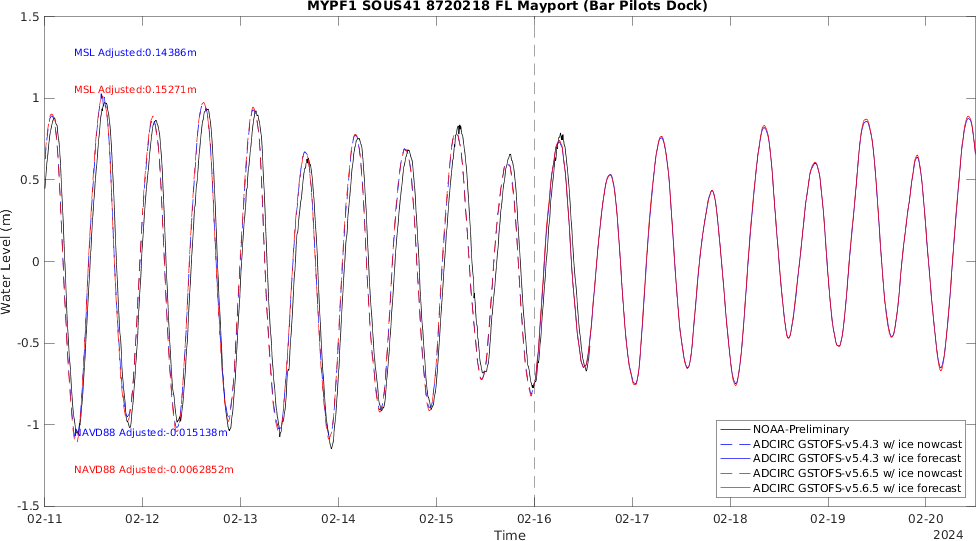 MYPF1 SOUS41 8720218 FL Mayport (Bar Pilots Dock)
1.5
1
0.5
0
-0.5
-1
-1.5
Water Level (m)
MSL Adjusted:0.14386m
MSL Adjusted:0.15271m
NAVD88 Adjusted:-0.015138m
NAVD88 Adjusted:-0.0062852m
NOAA-Preliminary
ADCIRC GSTOFS-v5.4.3 w/ ice nowcast
ADCIRC GSTOFS-v5.4.3 w/ ice forecast
ADCIRC GSTOFS-v5.6.5 w/ ice nowcast
ADCIRC GSTOFS-v5.6.5 w/ ice forecast
02-11 02-12 02-13 02-14 02-15 02-16 02-17 02-18 02-19 02-20
Time
2024